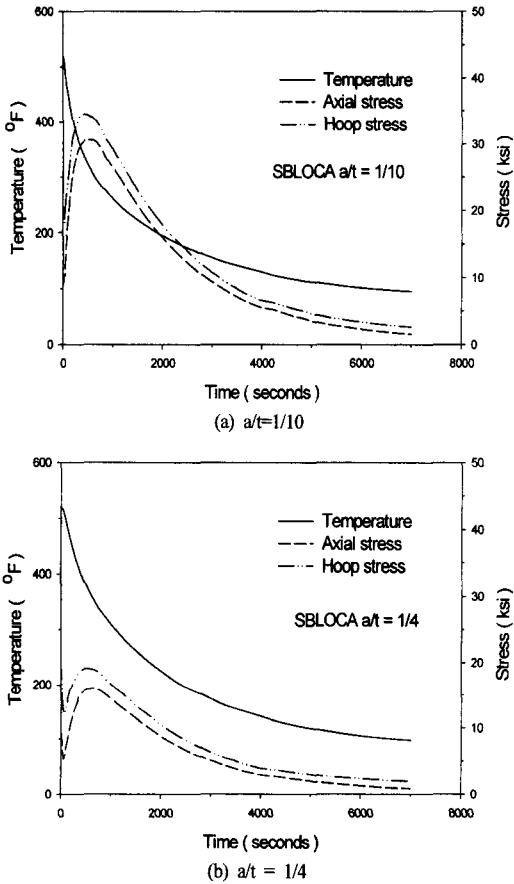 600
50
Temperature
Axial stress
Hoop stress
SBLOCA a/t = 1/10
400
200
0
40
30
20
10
0
Temperature ( °F )
Stress ( ksi )
0
2000
4000
6000
8000
Time ( seconds )
(a) a/t=1/10
600
50
Temperature
Axial stress
Hoop stress
SBLOCA a/t = 1/4
400
200
0
40
30
20
10
0
Temperature ( °F )
Stress ( ksi )
0
2000
4000
6000
8000
Time ( seconds )
(b) a/t = 1/4